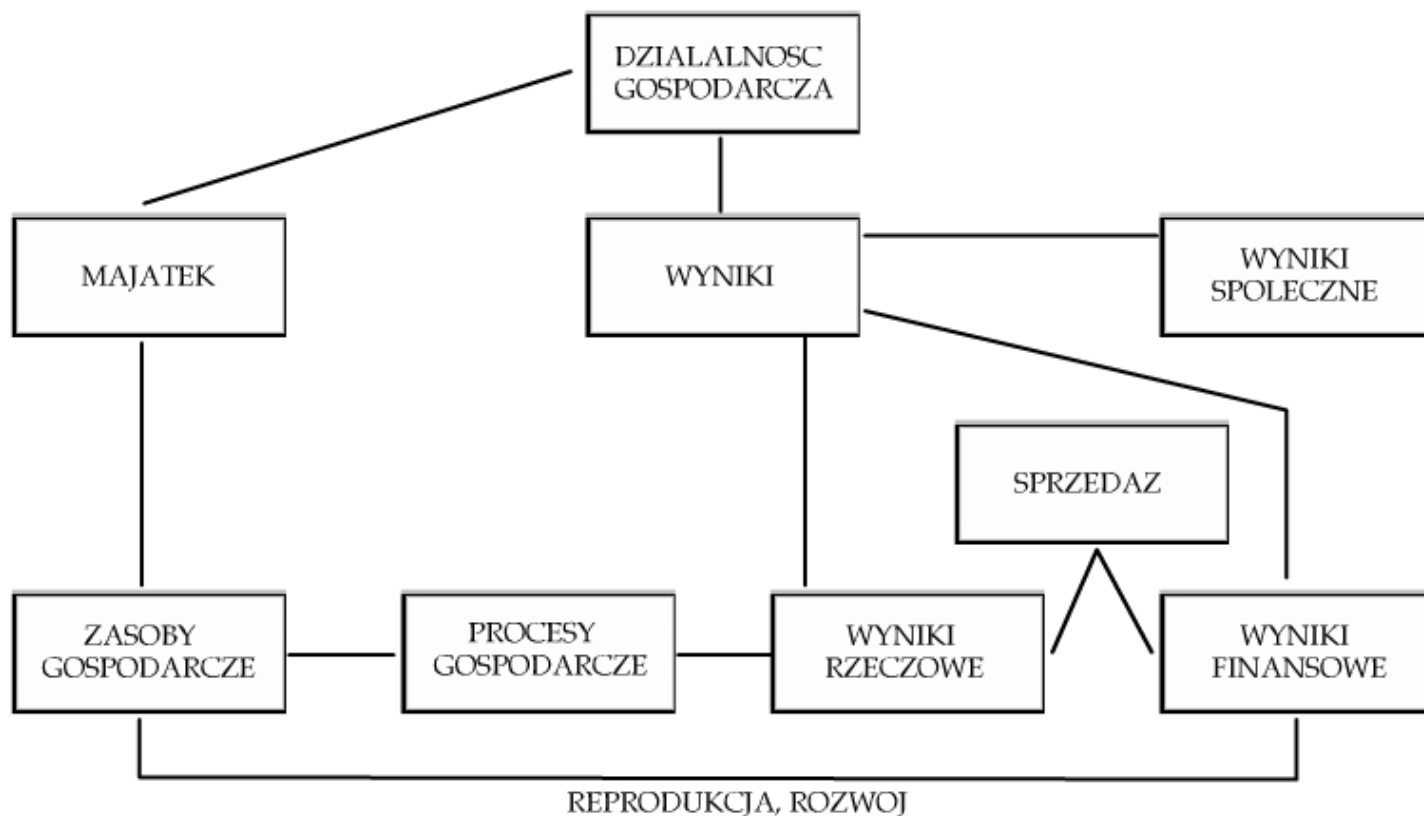 DZIALALNOSC
GOSPODARCZA
MAJATEK
WYNIKI
WYNIKI
SPOLECZNE
SPRZEDAZ
ZASOBY
GOSPODARCZE
PROCESY
GOSPODARCZE
WYNIKI
RZECZOWE
WYNIKI
FINANSOWE
REPRODUKCJA, ROZWOJ